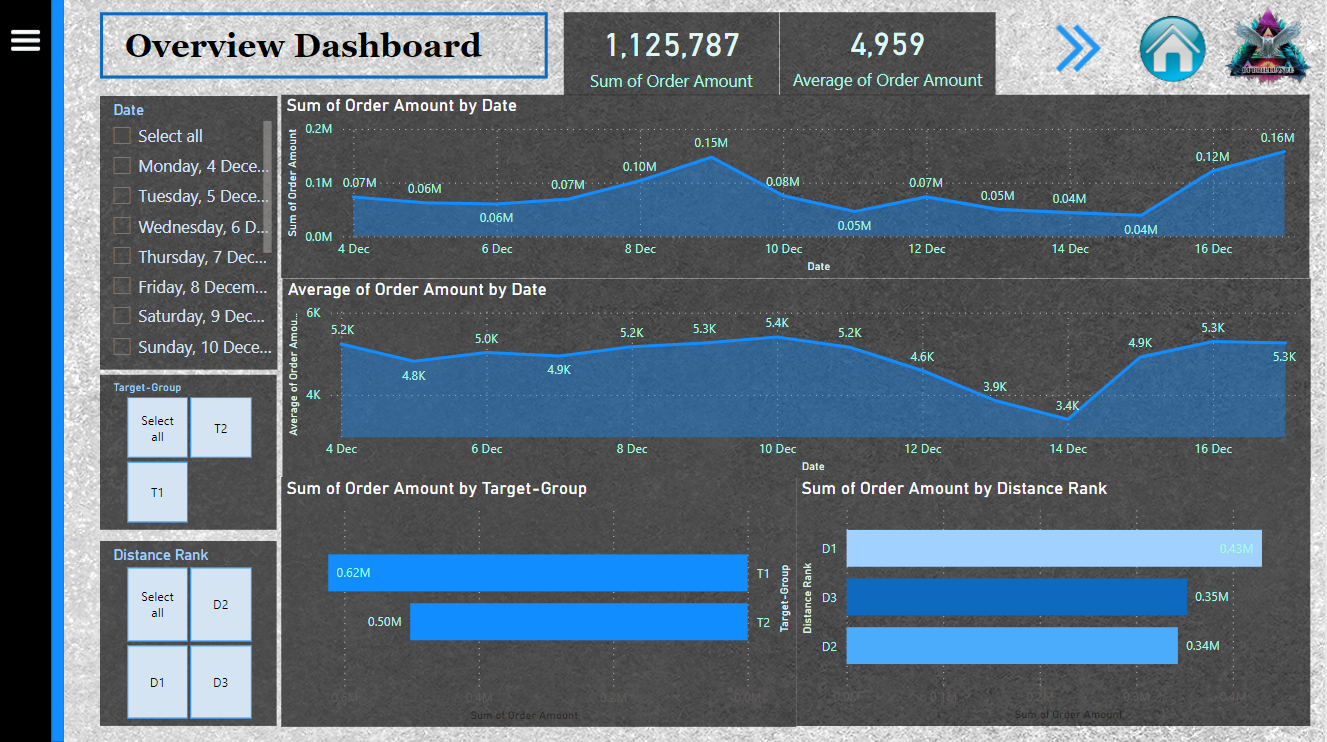 Overview Dashboard
1,125,787
Sum of Order Amount
4,959
Average of Order Amount
Date
Select all
Monday, 4 Dece...
Tuesday, 5 Dece...
Wednesday, 6 D...
Thursday, 7 Dec...
Friday, 8 Decem...
Saturday, 9 Dec...
Sunday, 10 Dece...
Target-Group
Select
all
T2
T1
Distance Rank
Select
all
D2
D1
D3
Sum of Order Amount by Date
Sum of Order Amount
0.2M
0.1M
0.0M
0.07M
0.06M
0.06M
0.07M
0.10M
0.15M
0.08M
0.05M
0.07M
0.05M
0.04M
0.04M
0.12M
0.16M
4 Dec
6 Dec
8 Dec
10 Dec
12 Dec
14 Dec
16 Dec
Date
Average of Order Amount by Date
Average of Order Amou...
6K
4K
5.2K
4.8K
5.0K
4.9K
5.2K
5.3K
5.4K
5.2K
4.6K
3.9K
3.4K
4.9K
5.3K
5.3K
4 Dec
6 Dec
8 Dec
10 Dec
12 Dec
14 Dec
16 Dec
Date
Sum of Order Amount by Target-Group
0.62M
T1
0.50M
T2
Target-Group
Sum of Order Amount
Sum of Order Amount by Distance Rank
Distance Rank
D1
0.43M
D3
0.35M
D2
0.34M
Sum of Order Amount